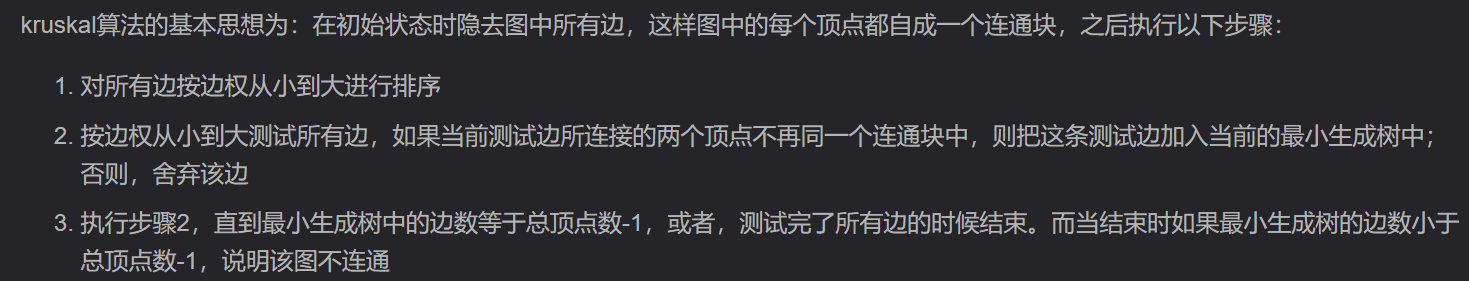 kruskal算法的基本思想为：在初始状态时隐去图中所有边，这样图中的每个顶点都自成一个连通块，之后执行以下步骤：
1. 对所有边按边权从小到大进行排序
2. 按边权从小到大测试所有边，如果当前测试边所连接的两个顶点不再同一个连通块中，则把这条测试边加入当前的最小生成树中；
否则，舍弃该边
3. 执行步骤2，直到最小生成树中的边数等于总顶点数-1，或者，测试完了所有边的时候结束。而当结束时如果最小生成树的边数小于
总顶点数-1，说明该图不连通